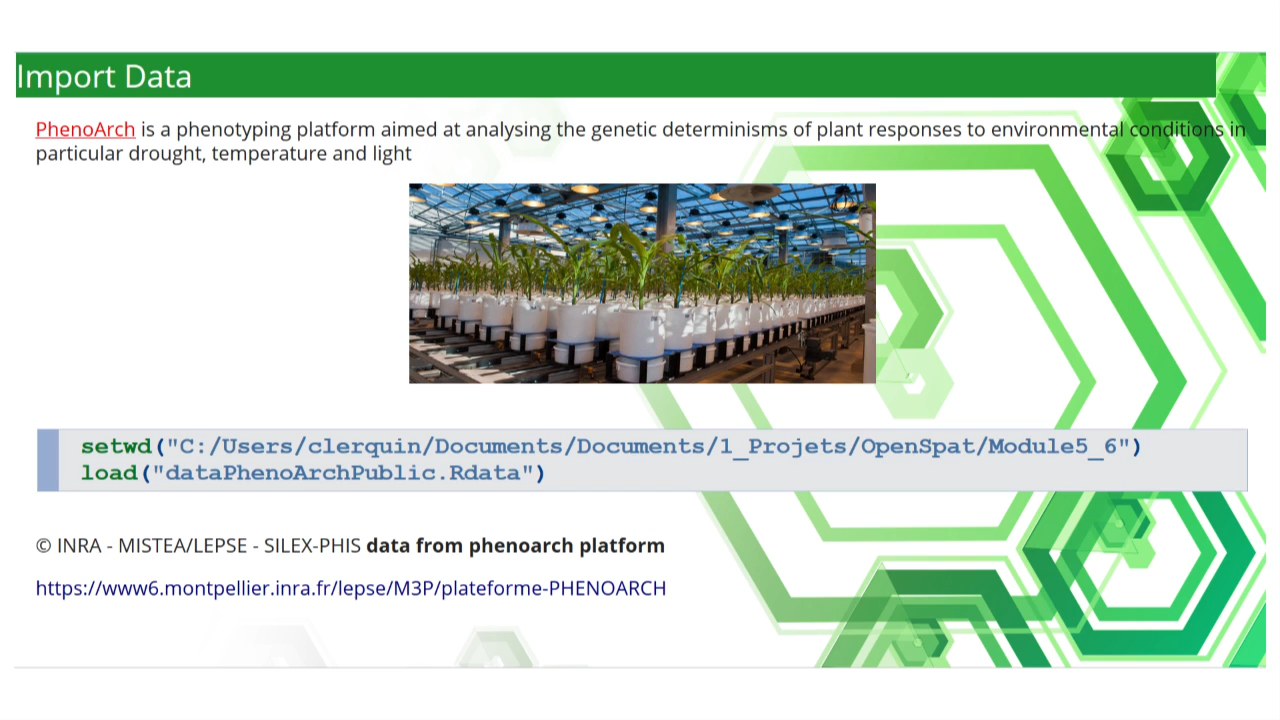 Import Data
PhenoArch is a phenotyping platform aimed at analysing the genetic determinisms of plant responses to environmental conditions in
particular drought, temperature and light
setwd("C:/Users/clerquin/Documents/Documents/1_Projets/OpenSpat/Module5_6")
load("dataPhenoArchPublic.Rdata")
© INRA - MISTEA/LEPSE - SILEX-PHIS data from phenoarch platform
https://www6.montpellier.inra.fr/lepse/M3P/plateforme-PHENOARCH